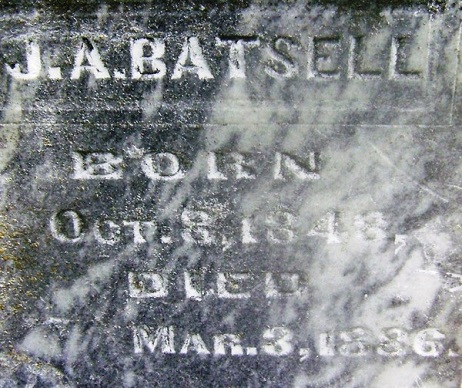 J.A.BATSELL
BORN
OCT.8,1848,
DIED
MAR.3,1886.